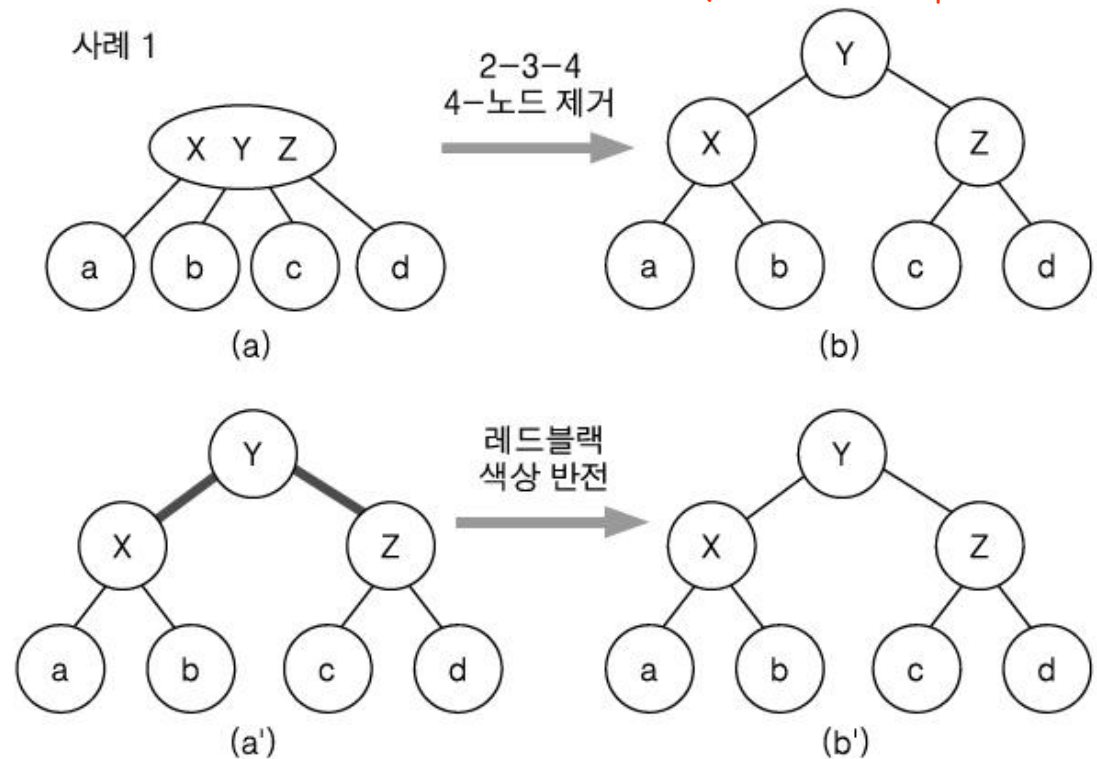 사례 1
2-3-4
4-노드 제거
X Y Z
a b c d
(a)
Y
X Z
a b c d
(b)
레드블랙
색상 반전
Y
X Z
a b c d
(a')
Y
X Z
a b c d
(b')